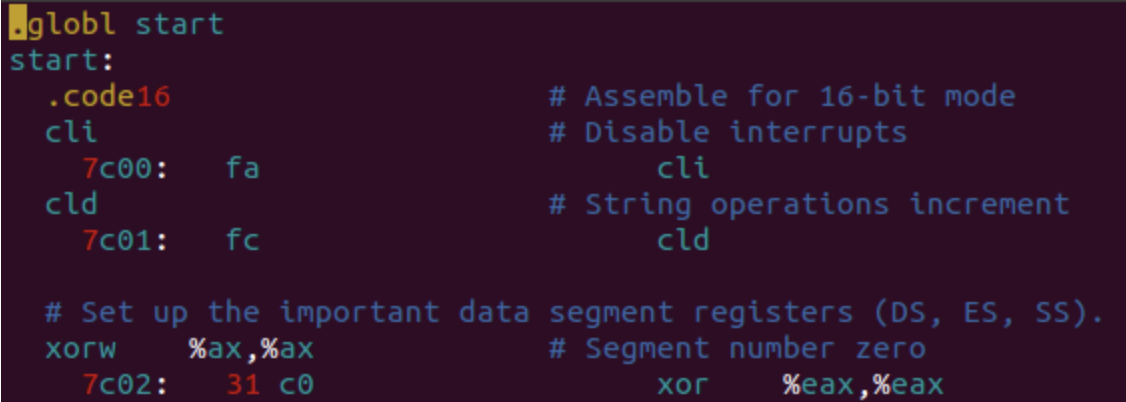 .globl start
start:
  .code16                     # Assemble for 16-bit mode
  cli                         # Disable interrupts
    7c00:   fa                      cli
  cld                         # String operations increment
    7c01:   fc                      cld

  # Set up the important data segment registers (DS, ES, SS).
  xorw    %ax,%ax             # Segment number zero
    7c02:   31 c0                   xor    %eax,%eax